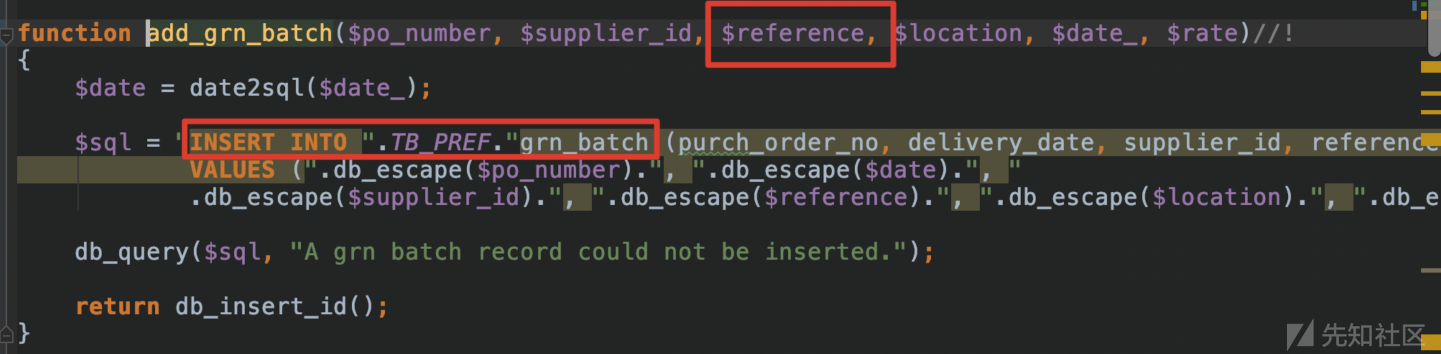 function add_grn_batch($po_number, $supplier_id, $reference, $location, $date_, $rate)//!
{
$date = date2sql($date_);
$sql = "INSERT INTO ".TB_PREF."grn_batch (purch_order_no, delivery_date, supplier_id, reference
VALUES (".db_escape($po_number).", ".db_escape($date).", "
.db_escape($supplier_id).", ".db_escape($reference).", ".db_escape($location).", ".db_e
db_query($sql, "A grn batch record could not be inserted.");
return db_insert_id();
}
先知社区